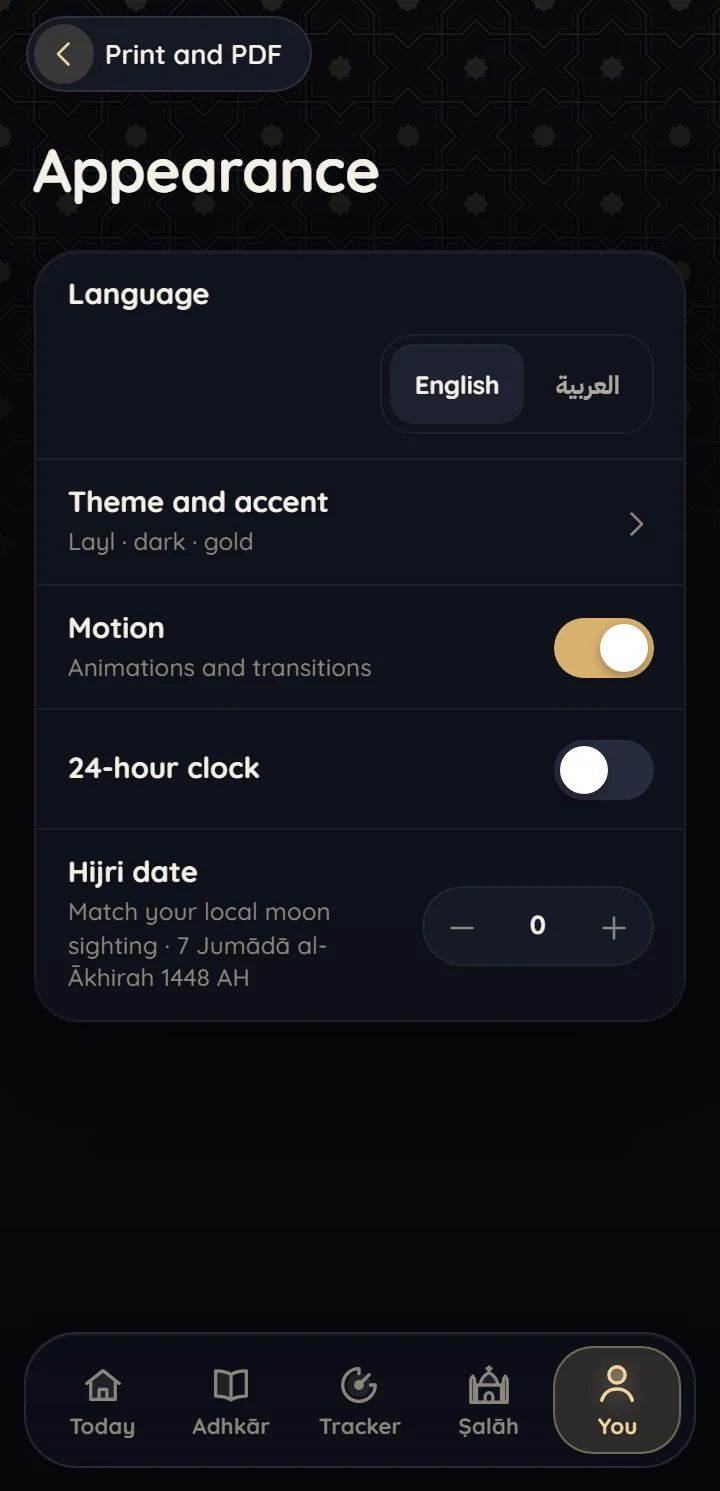 Print and PDF
Appearance
Language
English
العربية
Theme and accent
Layl · dark · gold
Motion
Animations and transitions
24-hour clock
Hijri date
Match your local moon
sighting · 7 Jumādā al-
Ākhirah 1448 AH
0
Today
Adhkār
Tracker
Ṣalāh
You